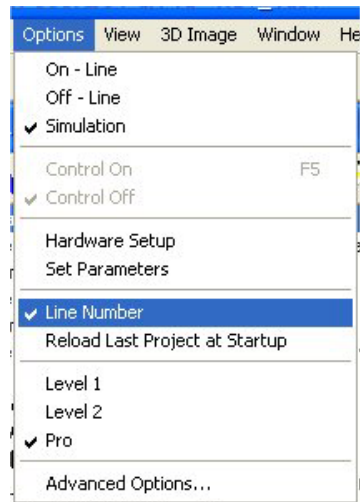 Options View 3D Image Window He
On - Line
Off - Line
Simulation
Control On F5
Control Off
Hardware Setup
Set Parameters
Line Number
Reload Last Project at Startup
Level 1
Level 2
Pro
Advanced Options...